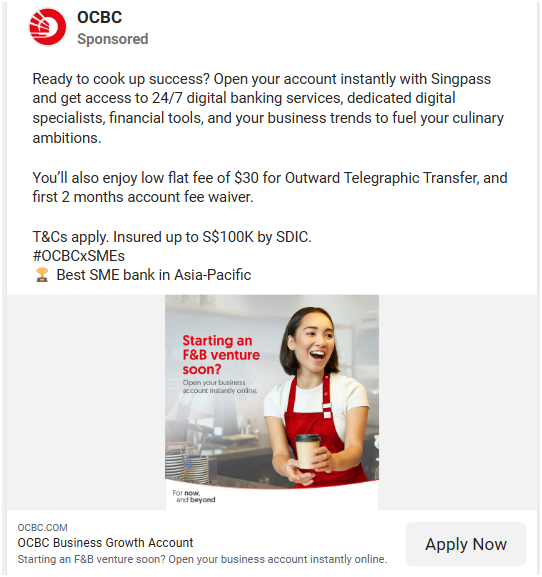 OCBC
Sponsored
Ready to cook up success? Open your account instantly with Singpass
and get access to 24/7 digital banking services, dedicated digital
specialists, financial tools, and your business trends to fuel your culinary
ambitions.
You’ll also enjoy low flat fee of $30 for Outward Telegraphic Transfer, and
first 2 months account fee waiver.
T&Cs apply. Insured up to S$100K by SDIC.
#OCBCxSMEs
🏆 Best SME bank in Asia-Pacific
Starting an
F&B venture
soon?
Open your business
account instantly online.
For now,
and beyond
OCBC.COM
OCBC Business Growth Account
Starting an F&B venture soon? Open your business account instantly online.
Apply Now